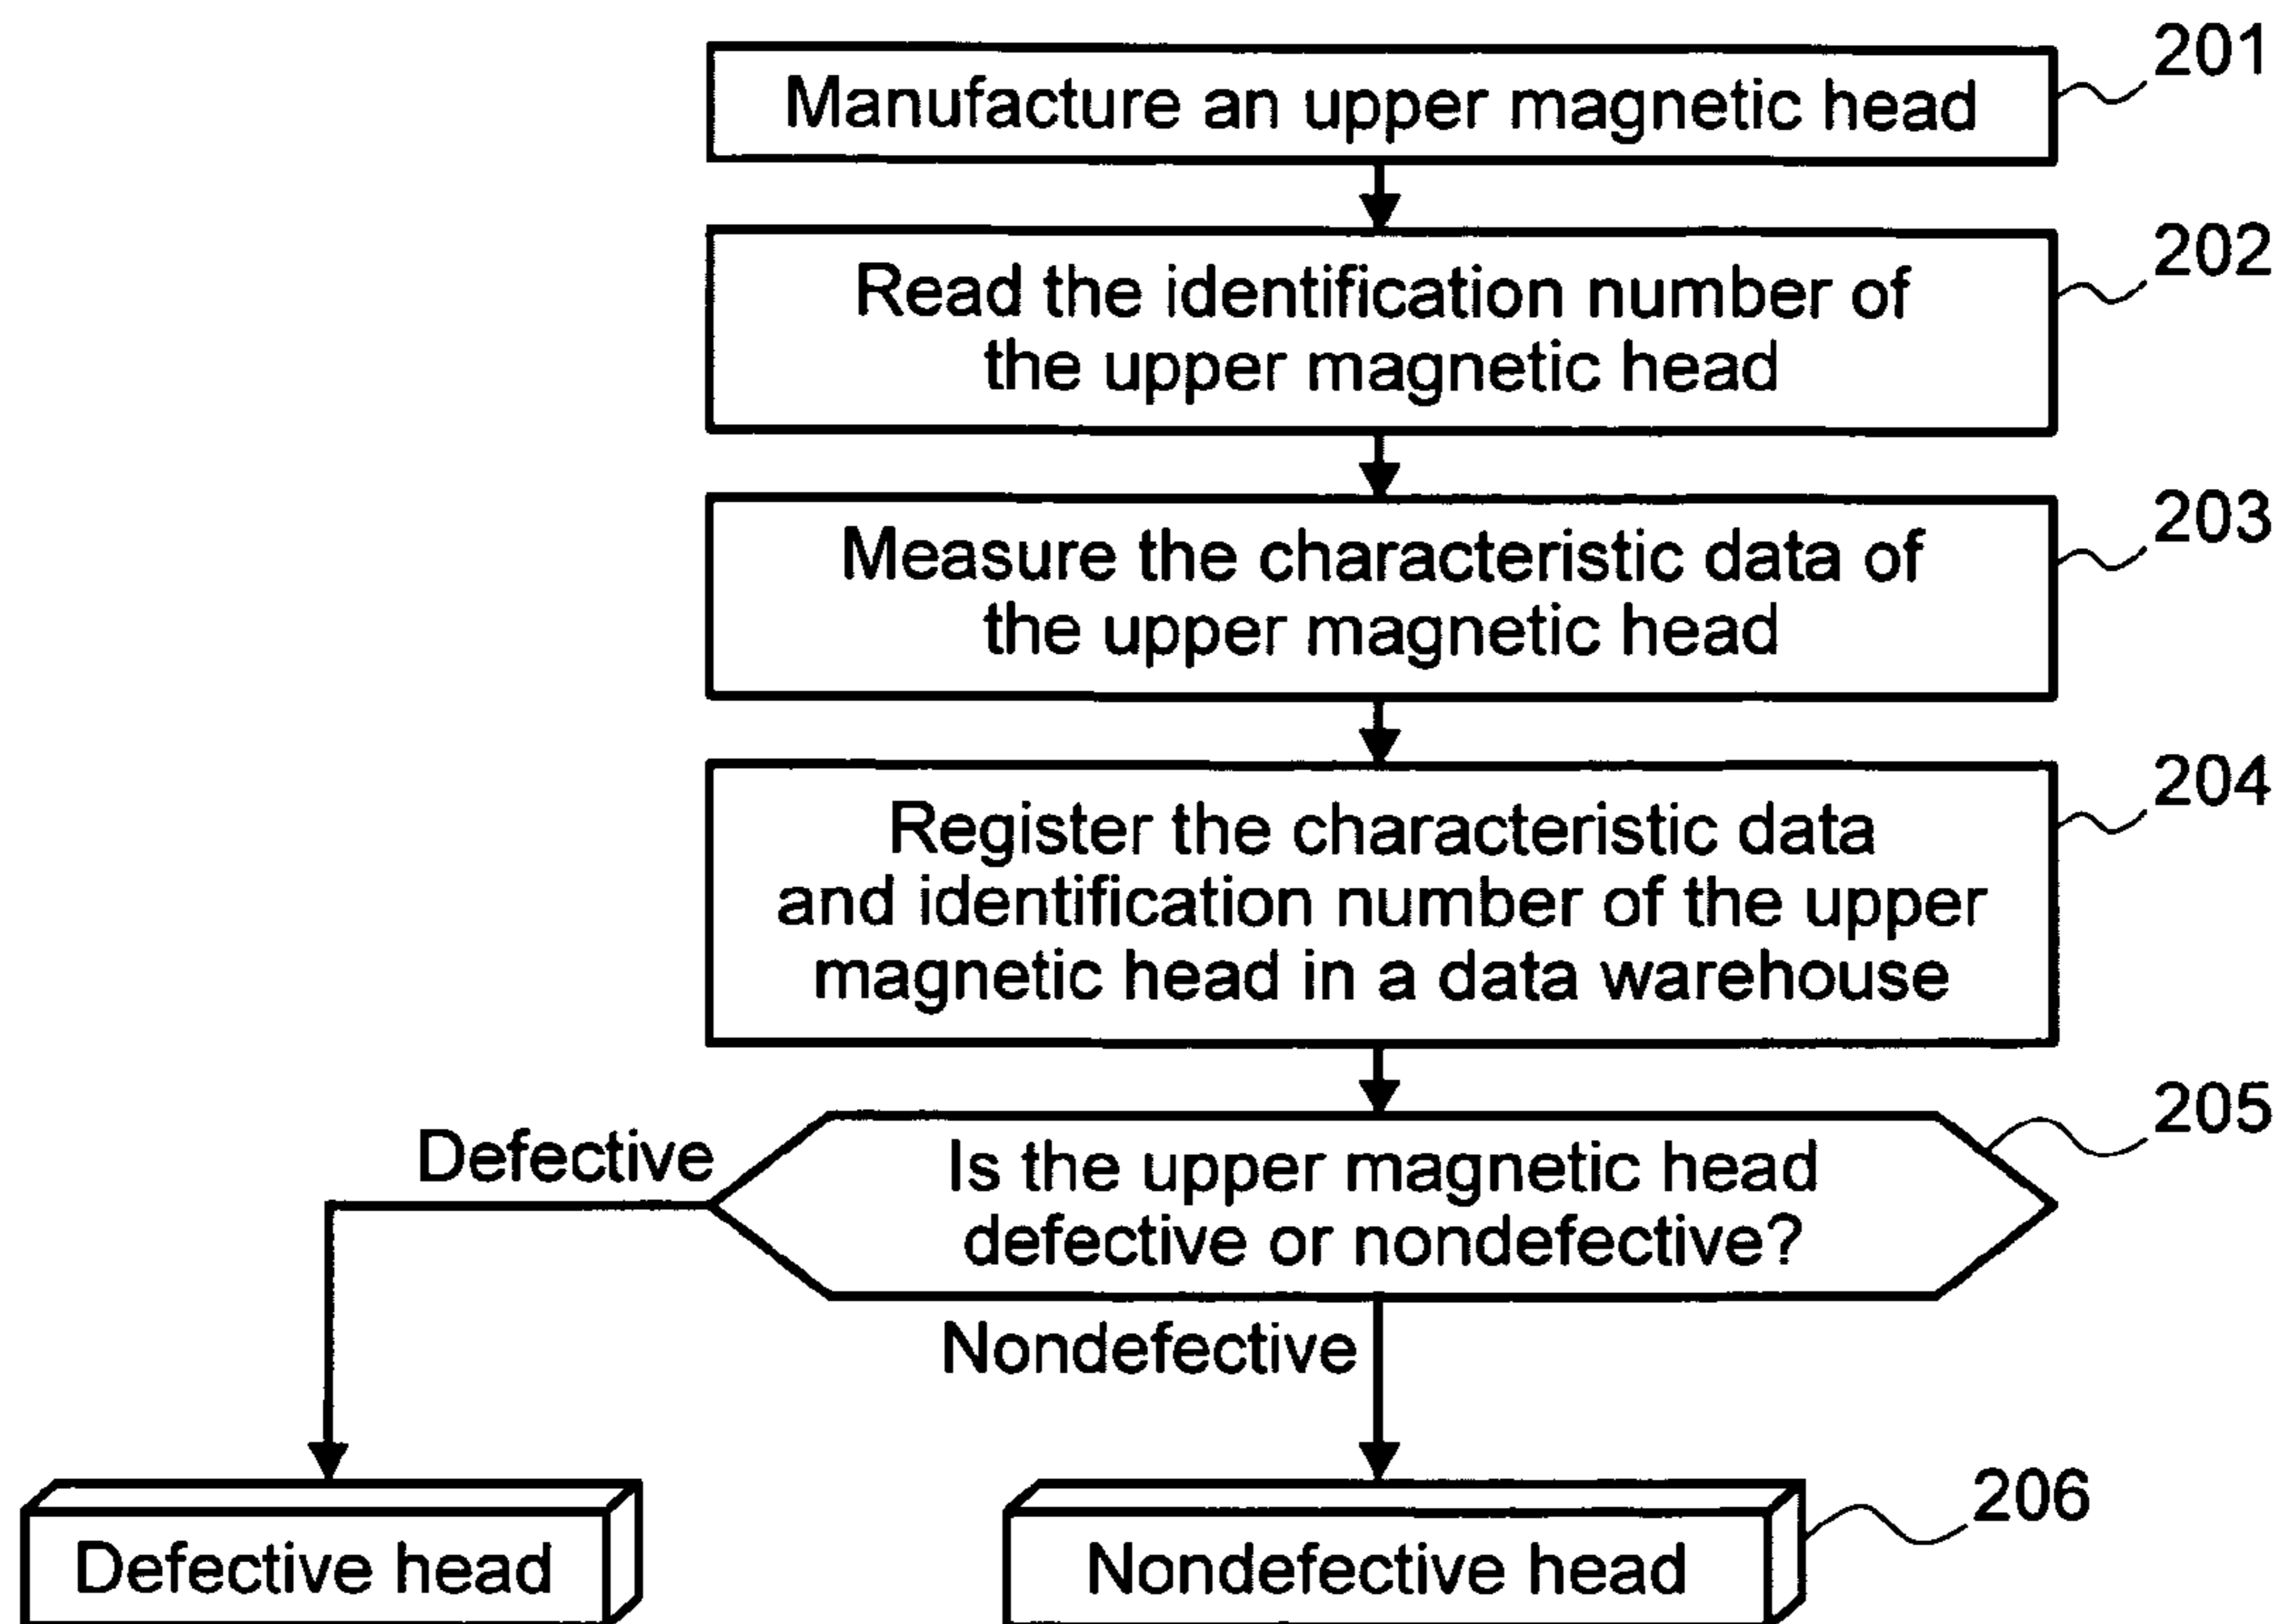 Manufacture an upper magnetic head
201
Read the identification number of
the upper magnetic head
202
Measure the characteristic data of
the upper magnetic head
203
Register the characteristic data
and identification number of the upper
magnetic head in a data warehouse
204
Is the upper magnetic head
defective or nondefective?
205
Defective
Nondefective
Defective head
Nondefective head
206